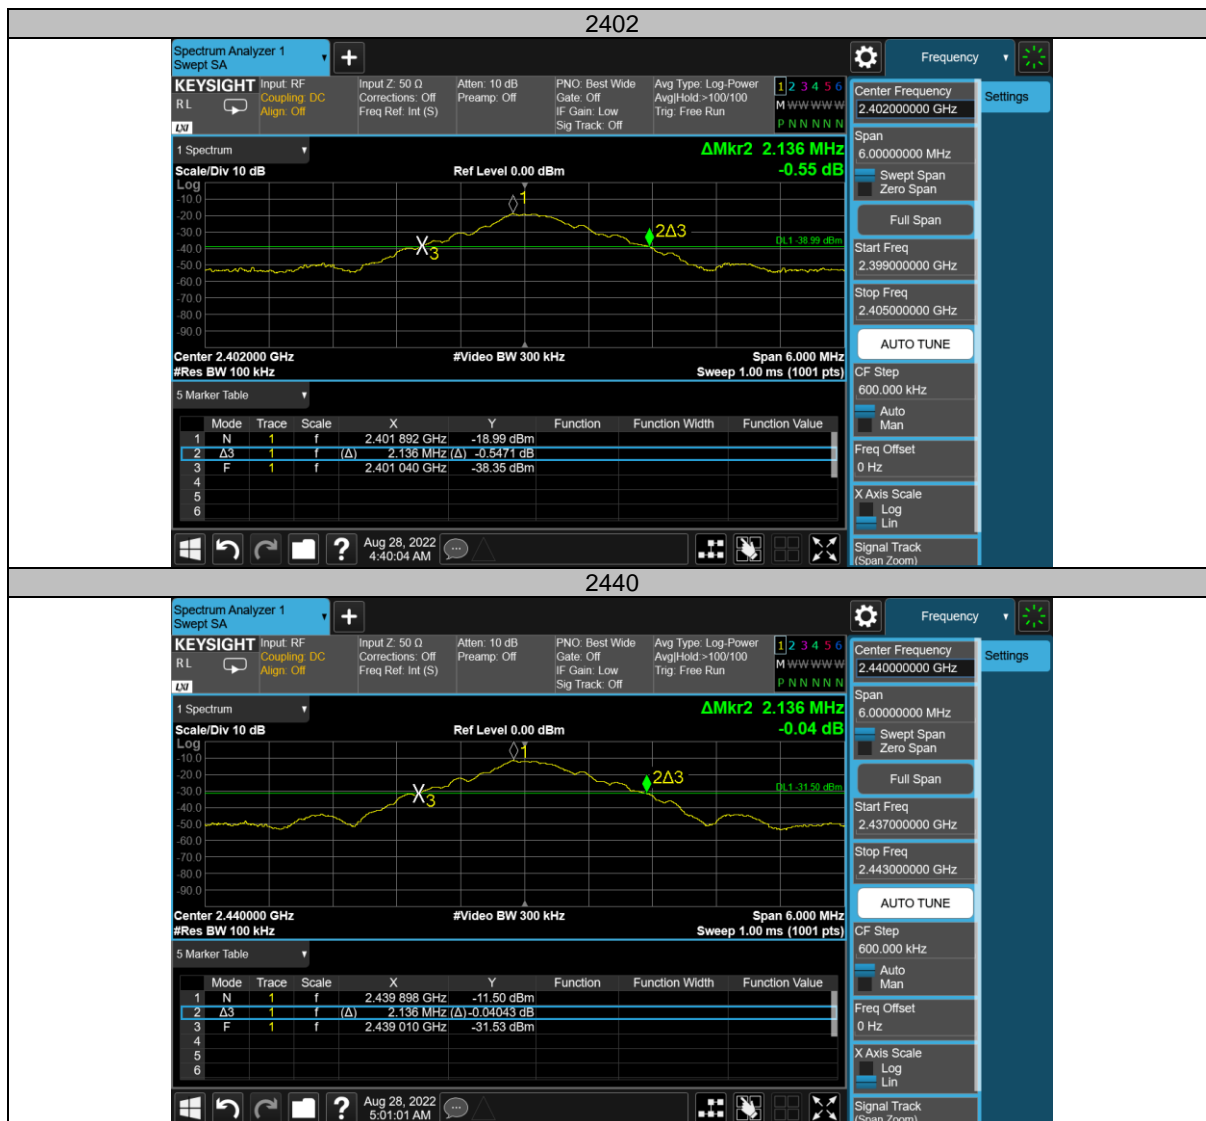 2402
Spectrum Analyzer 1
Swept SA
Frequency
KEYSIGHT
RL
LXI
Input: RF
Coupling: DC
Align: Off
Input Z: 50 Ω
Corrections: Off
Freq Ref: Int (S)
Atten: 10 dB
Preamp: Off
PNO: Best Wide
Gate: Off
IF Gain: Low
Sig Track: Off
Avg Type: Log-Power
Avg|Hold:>100/100
Trig: Free Run
1 2 3 4 5 6
M W W W W W
P N N N N N
Center Frequency
2.402000000 GHz
Settings
Span
6.00000000 MHz
Swept Span
Zero Span
Full Span
Start Freq
2.399000000 GHz
Stop Freq
2.405000000 GHz
AUTO TUNE
CF Step
600.000 kHz
Auto
Man
Freq Offset
0 Hz
X Axis Scale
Log
Lin
Signal Track
(Span Zoom)
1 Spectrum
ΔMkr2 2.136 MHz
-0.55 dB
Scale/Div 10 dB
Ref Level 0.00 dBm
Log
-10.0
-20.0
-30.0
-40.0
-50.0
-60.0
-70.0
-80.0
-90.0
1
2Δ3
3
DL1 -38.99 dBm
Center 2.402000 GHz
#Video BW 300 kHz
Span 6.000 MHz
#Res BW 100 kHz
Sweep 1.00 ms (1001 pts)
5 Marker Table
Mode Trace Scale X Y Function Function Width Function Value
1 N 1 f 2.401 892 GHz -18.99 dBm
2 Δ3 1 f (Δ) 2.136 MHz (Δ) -0.5471 dB
3 F 1 f 2.401 040 GHz -38.35 dBm
4
5
6
?
Aug 28, 2022
4:40:04 AM
2440
Spectrum Analyzer 1
Swept SA
Frequency
KEYSIGHT
RL
LXI
Input: RF
Coupling: DC
Align: Off
Input Z: 50 Ω
Corrections: Off
Freq Ref: Int (S)
Atten: 10 dB
Preamp: Off
PNO: Best Wide
Gate: Off
IF Gain: Low
Sig Track: Off
Avg Type: Log-Power
Avg|Hold:>100/100
Trig: Free Run
1 2 3 4 5 6
M W W W W W
P N N N N N
Center Frequency
2.440000000 GHz
Settings
Span
6.00000000 MHz
Swept Span
Zero Span
Full Span
Start Freq
2.437000000 GHz
Stop Freq
2.443000000 GHz
AUTO TUNE
CF Step
600.000 kHz
Auto
Man
Freq Offset
0 Hz
X Axis Scale
Log
Lin
Signal Track
(Span Zoom)
1 Spectrum
ΔMkr2 2.136 MHz
-0.04 dB
Scale/Div 10 dB
Ref Level 0.00 dBm
Log
-10.0
-20.0
-30.0
-40.0
-50.0
-60.0
-70.0
-80.0
-90.0
1
2Δ3
3
DL1 -31.50 dBm
Center 2.440000 GHz
#Video BW 300 kHz
Span 6.000 MHz
#Res BW 100 kHz
Sweep 1.00 ms (1001 pts)
5 Marker Table
Mode Trace Scale X Y Function Function Width Function Value
1 N 1 f 2.439 898 GHz -11.50 dBm
2 Δ3 1 f (Δ) 2.136 MHz (Δ) -0.04043 dB
3 F 1 f 2.439 010 GHz -31.53 dBm
4
5
6
?
Aug 28, 2022
5:01:01 AM